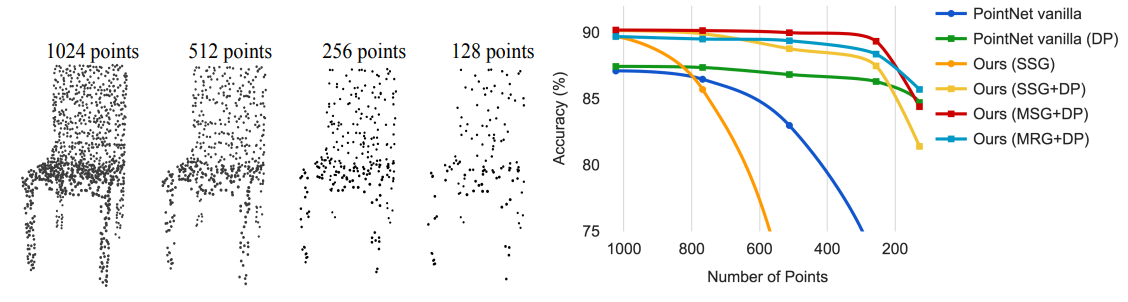 1024 points
512 points
256 points
128 points
90
85
80
75
Accuracy (%)
1000
800
600
400
200
Number of Points
PointNet vanilla
PointNet vanilla (DP)
Ours (SSG)
Ours (SSG+DP)
Ours (MSG+DP)
Ours (MRG+DP)